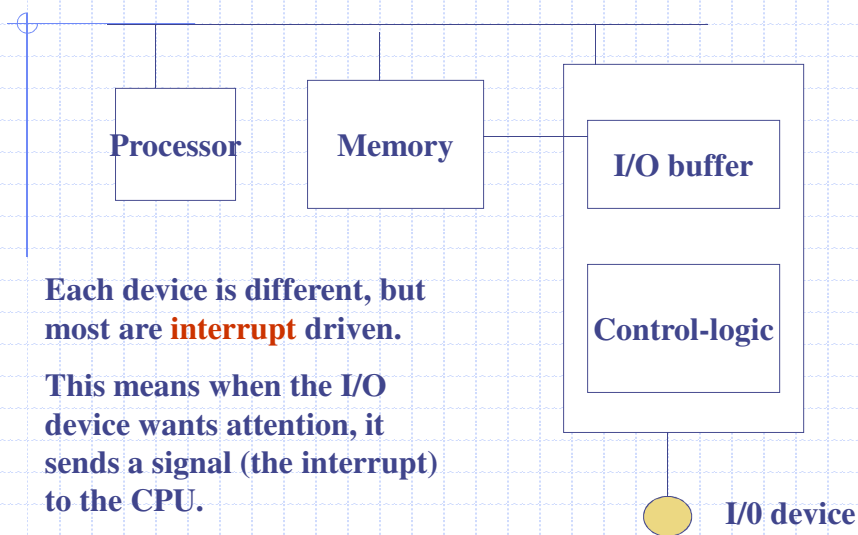 Processor
Memory
I/O buffer
Each device is different, but
most are interrupt driven.
Control-logic
This means when the I/O
device wants attention, it
sends a signal (the interrupt)
to the CPU.
I/0 device